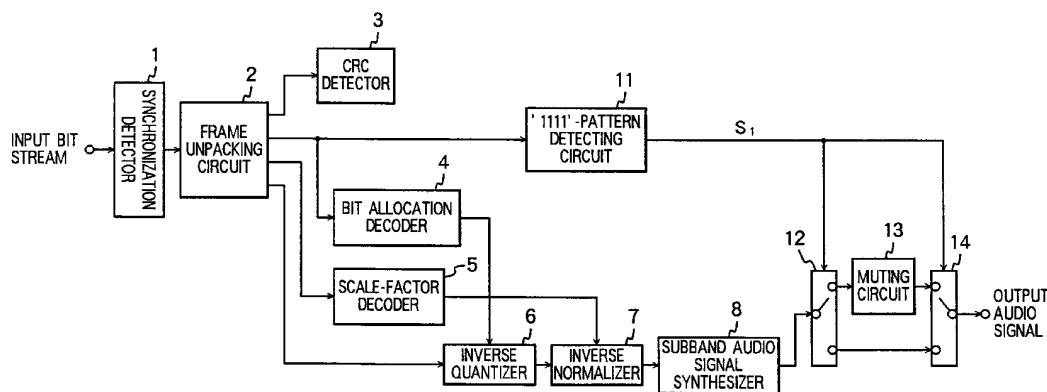 1
SYNCHRONIZATION
DETECTOR
2
FRAME
UNPACKING
CIRCUIT
3
CRC
DETECTOR
11
'1111'-PATTERN
DETECTING
CIRCUIT
S1
INPUT BIT
STREAM
4
BIT ALLOCATION
DECODER
5
SCALE-FACTOR
DECODER
6
INVERSE
QUANTIZER
7
INVERSE
NORMALIZER
8
SUBBAND AUDIO
SIGNAL
SYNTHESIZER
12
13
MUTING
CIRCUIT
14
OUTPUT
AUDIO
SIGNAL